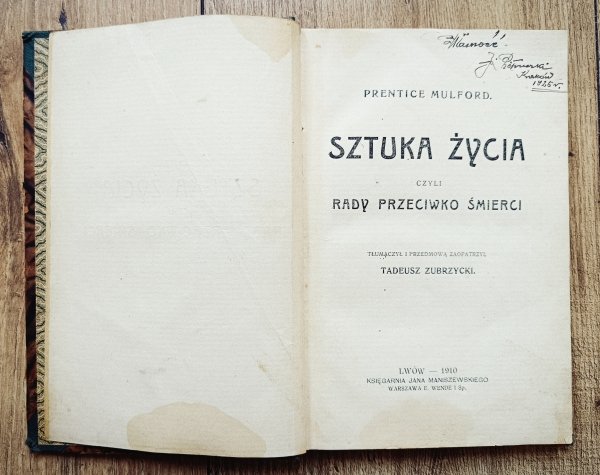 Własność
Kraków
1925 r.
PRENTICE MULFORD.
SZTUKA ŻYCIA
CZYLI
RADY PRZECIWKO ŚMIERCI
TŁUMACZYŁ I PRZEDMOWĄ ZAOPATRZYŁ
TADEUSZ ZUBRZYCKI.
LWÓW — 1910
KSIĘGARNIA JANA MANISZEWSKIEGO
WARSZAWA E. WENDE I Sp.